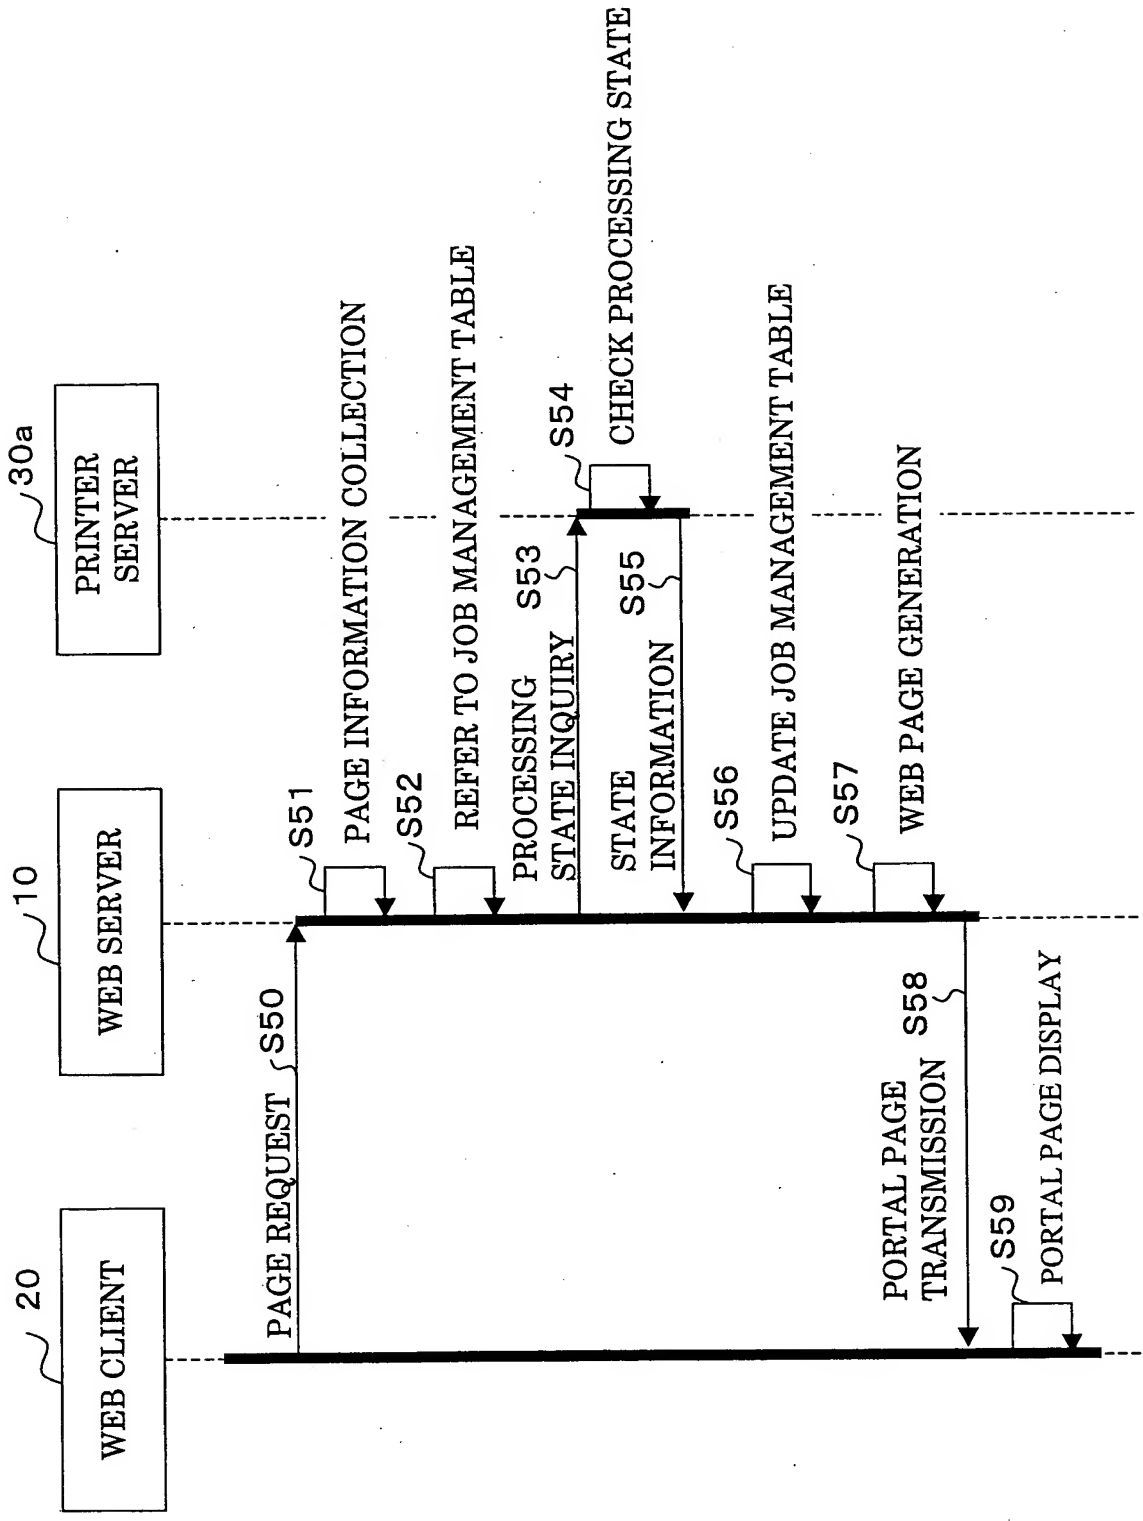 20
WEB CLIENT
10
WEB SERVER
30a
PRINTER
SERVER
PAGE REQUEST
S50
S51
PAGE INFORMATION COLLECTION
S52
REFER TO JOB MANAGEMENT TABLE
PROCESSING
STATE INQUIRY
S53
S54
CHECK PROCESSING STATE
STATE
INFORMATION
S55
S56
UPDATE JOB MANAGEMENT TABLE
S57
WEB PAGE GENERATION
PORTAL PAGE
TRANSMISSION
S58
S59
PORTAL PAGE DISPLAY